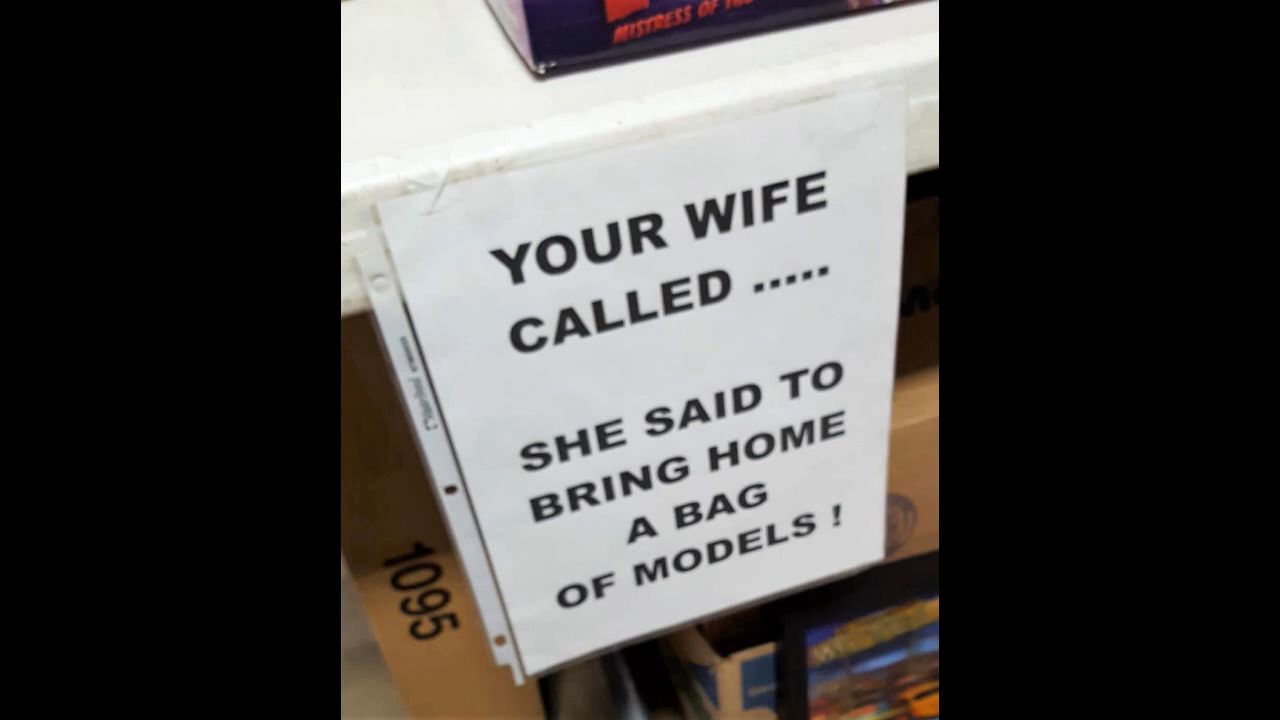 MISTRESS OF
YOUR WIFE
CALLED .....
SHE SAID TO
BRING HOME
A BAG
OF MODELS !
1095